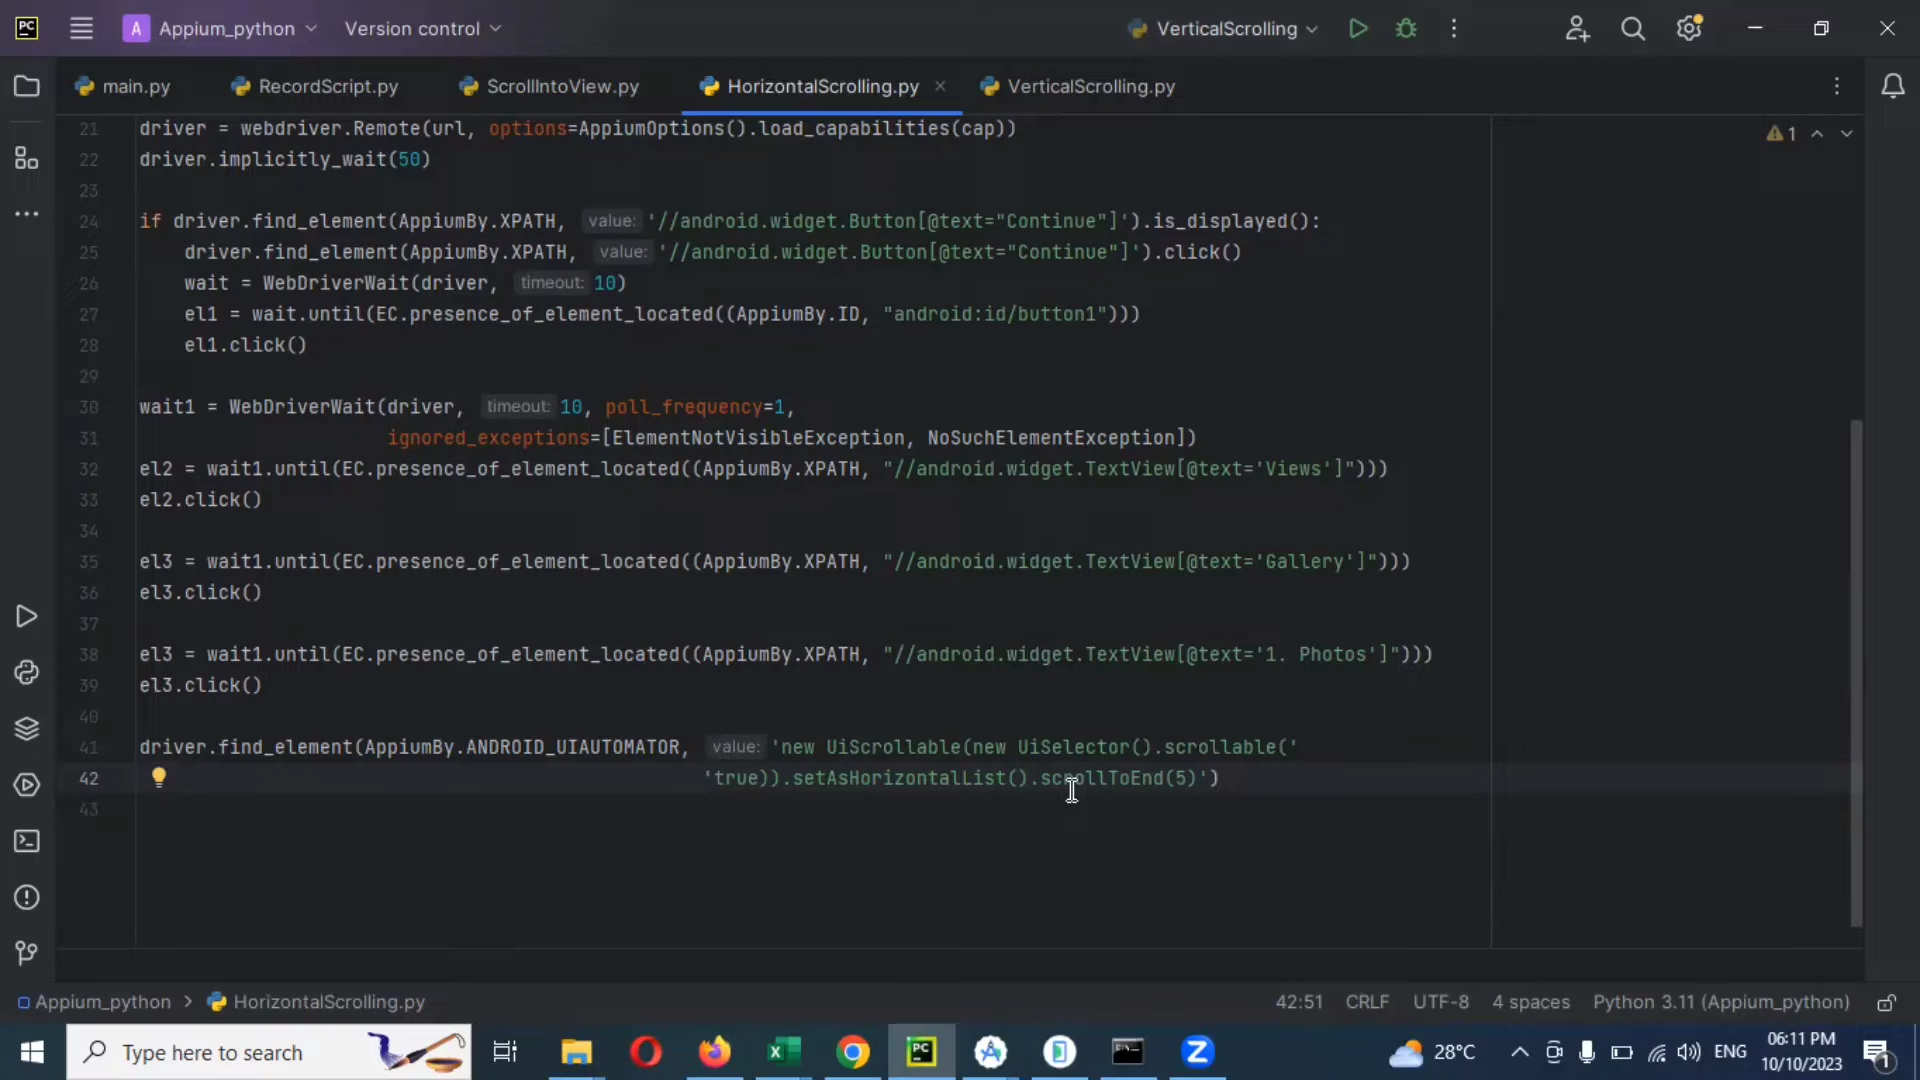 PC
A Appium_python
Version control
VerticalScrolling
main.py
RecordScript.py
ScrollIntoView.py
HorizontalScrolling.py
VerticalScrolling.py
1
21 driver = webdriver.Remote(url, options=AppiumOptions().load_capabilities(cap))
22 driver.implicitly_wait(50)
23
24 if driver.find_element(AppiumBy.XPATH, value: '//android.widget.Button[@text="Continue"]').is_displayed():
25 driver.find_element(AppiumBy.XPATH, value: '//android.widget.Button[@text="Continue"]').click()
26 wait = WebDriverWait(driver, timeout: 10)
27 el1 = wait.until(EC.presence_of_element_located((AppiumBy.ID, "android:id/button1")))
28 el1.click()
29
30 wait1 = WebDriverWait(driver, timeout: 10, poll_frequency=1,
31 ignored_exceptions=[ElementNotVisibleException, NoSuchElementException])
32 el2 = wait1.until(EC.presence_of_element_located((AppiumBy.XPATH, "//android.widget.TextView[@text='Views']")))
33 el2.click()
34
35 el3 = wait1.until(EC.presence_of_element_located((AppiumBy.XPATH, "//android.widget.TextView[@text='Gallery']")))
36 el3.click()
37
38 el3 = wait1.until(EC.presence_of_element_located((AppiumBy.XPATH, "//android.widget.TextView[@text='1. Photos']")))
39 el3.click()
40
41 driver.find_element(AppiumBy.ANDROID_UIAUTOMATOR, value: 'new UiScrollable(new UiSelector().scrollable('
42 'true)).setAsHorizontalList().scrollToEnd(5)')
43
Appium_python > HorizontalScrolling.py
42:51 CRLF UTF-8 4 spaces Python 3.11 (Appium_python)
Type here to search
PC
28°C
ENG
06:11 PM
10/10/2023
1